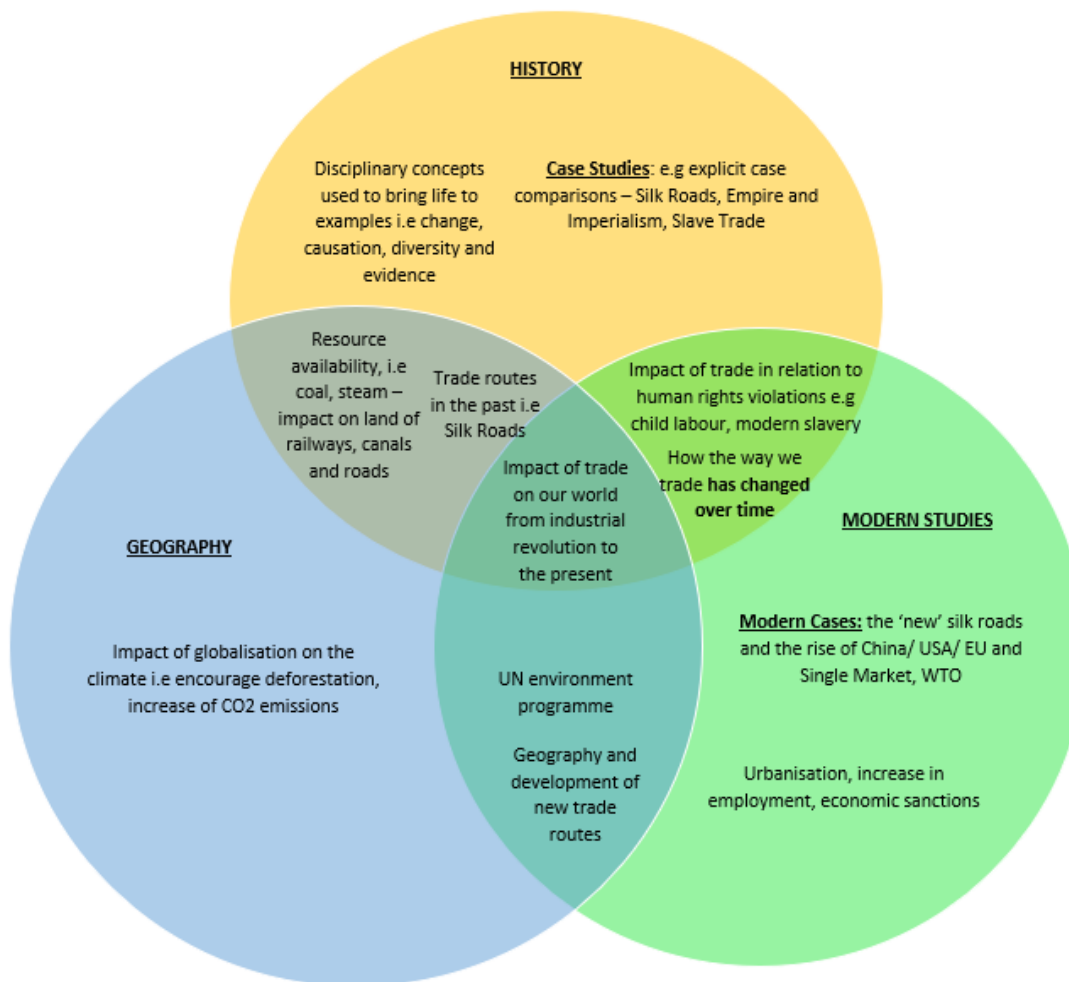 HISTORY
Disciplinary concepts
used to bring life to
examples i.e change,
causation, diversity and
evidence
Case Studies: e.g explicit case
comparisons – Silk Roads, Empire and
Imperialism, Slave Trade
Resource
availability, i.e
coal, steam –
impact on land of
railways, canals
and roads
Trade routes
in the past i.e
Silk Roads
Impact of trade in relation to
human rights violations e.g
child labour, modern slavery
How the way we
trade has changed
over time
Impact of trade
on our world
from industrial
revolution to
the present
GEOGRAPHY
Impact of globalisation on the
climate i.e encourage deforestation,
increase of CO2 emissions
UN environment
programme
Geography and
development of
new trade
routes
MODERN STUDIES
Modern Cases: the ‘new’ silk roads
and the rise of China/ USA/ EU and
Single Market, WTO
Urbanisation, increase in
employment, economic sanctions